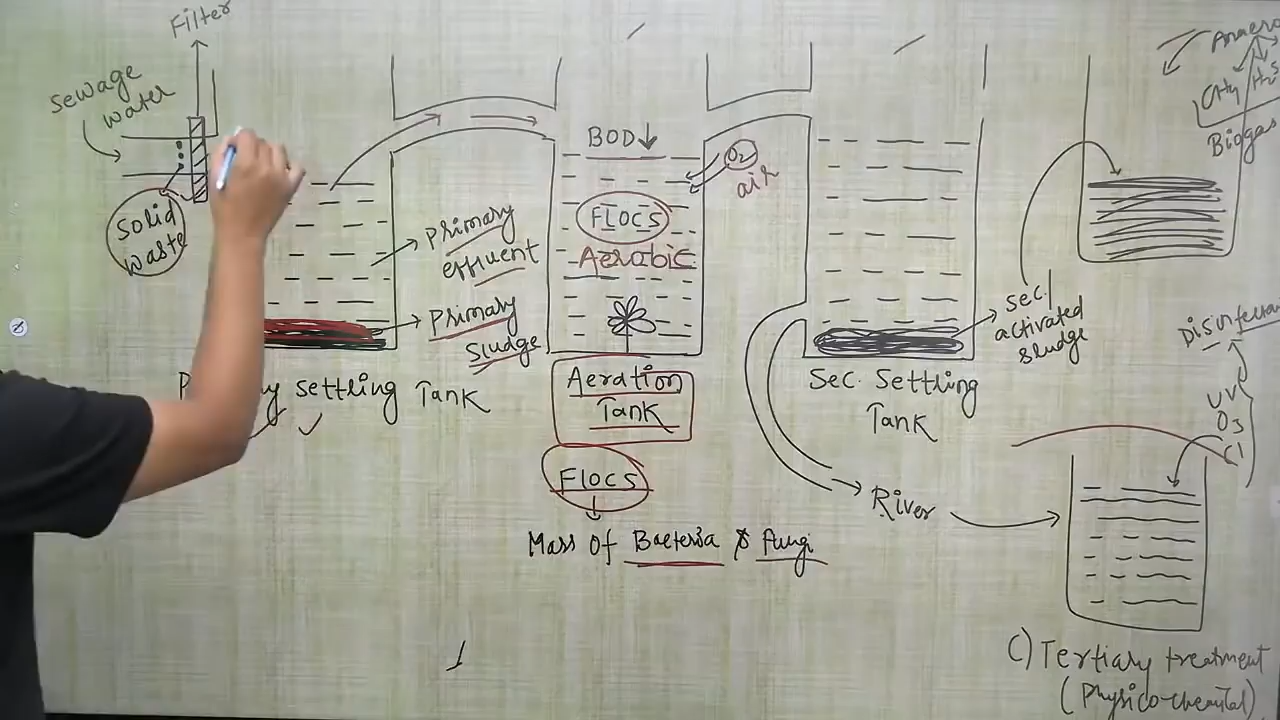 Filter
Sewage
water
Solid
waste
Primary
effluent
Primary
Sludge
settling Tank
BOD↓
O2
air
FLOCS
Aerobic
Aeration
Tank
Flocs
Mass Of Bacteria & Fungi
Sec. Settling
Tank
Sec.
activated
sludge
River
CH4 H2S
Biogas
UV
O3
Cl
C) Tertiary treatment
(Physico-chemical)